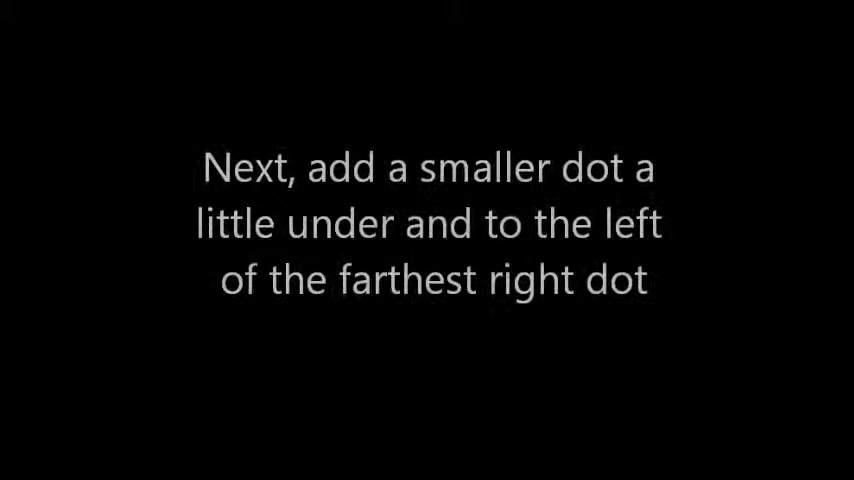 Next, add a smaller dot a
little under and to the left
of the farthest right dot